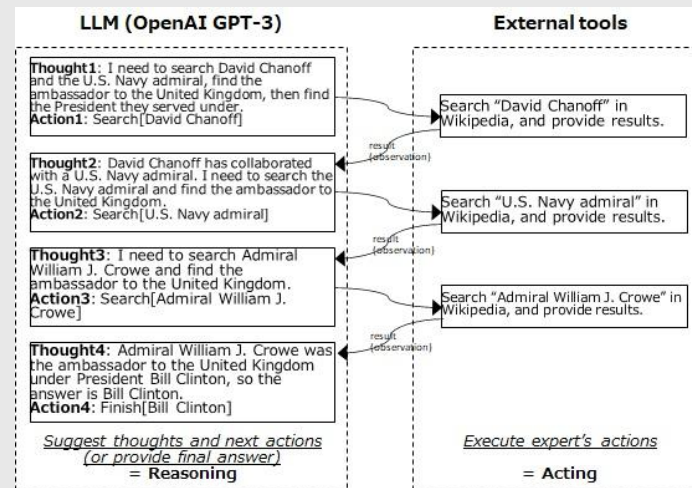 LLM (OpenAI GPT-3)
Thought1: I need to search David Chanoff
and the U.S. Navy admiral, find the
ambassador to the United Kingdom, then find
the President they served under.
Action1: Search[David Chanoff]
Thought2: David Chanoff has collaborated
with a U.S. Navy admiral. I need to search the
U.S. Navy admiral and find the ambassador to
the United Kingdom.
Action2: Search[U.S. Navy admiral]
Thought3: I need to search Admiral
William J. Crowe and find the
ambassador to the United Kingdom.
Action3: Search[Admiral William J.
Crowe]
Thought4: Admiral William J. Crowe was
the ambassador to the United Kingdom
under President Bill Clinton, so the
answer is Bill Clinton.
Action4: Finish[Bill Clinton]
Suggest thoughts and next actions
(or provide final answer)
= Reasoning
result
(observation)
result
(observation)
result
(observation)
External tools
Search “David Chanoff” in
Wikipedia, and provide results.
Search “U.S. Navy admiral” in
Wikipedia, and provide results.
Search “Admiral William J. Crowe” in
Wikipedia, and provide results.
Execute expert’s actions
= Acting